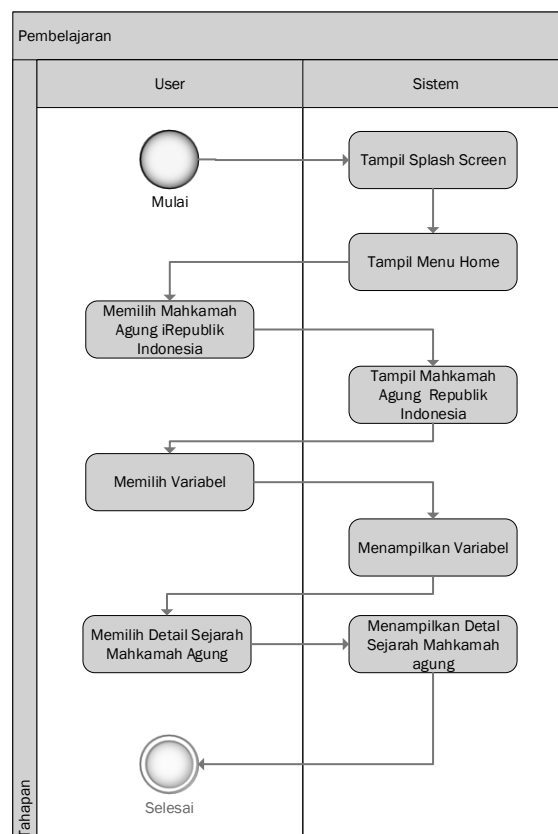 Pembelajaran
User
Sistem
Mulai
Tampil Splash Screen
Tampil Menu Home
Memilih Mahkamah
Agung iRepublik
Indonesia
Tampil Mahkamah
Agung Republik
Indonesia
Memilih Variabel
Menampilkan Variabel
Memilih Detail Sejarah
Mahkamah Agung
Menampilkan Detal
Sejarah Mahkamah
agung
Selesai
Tahapan